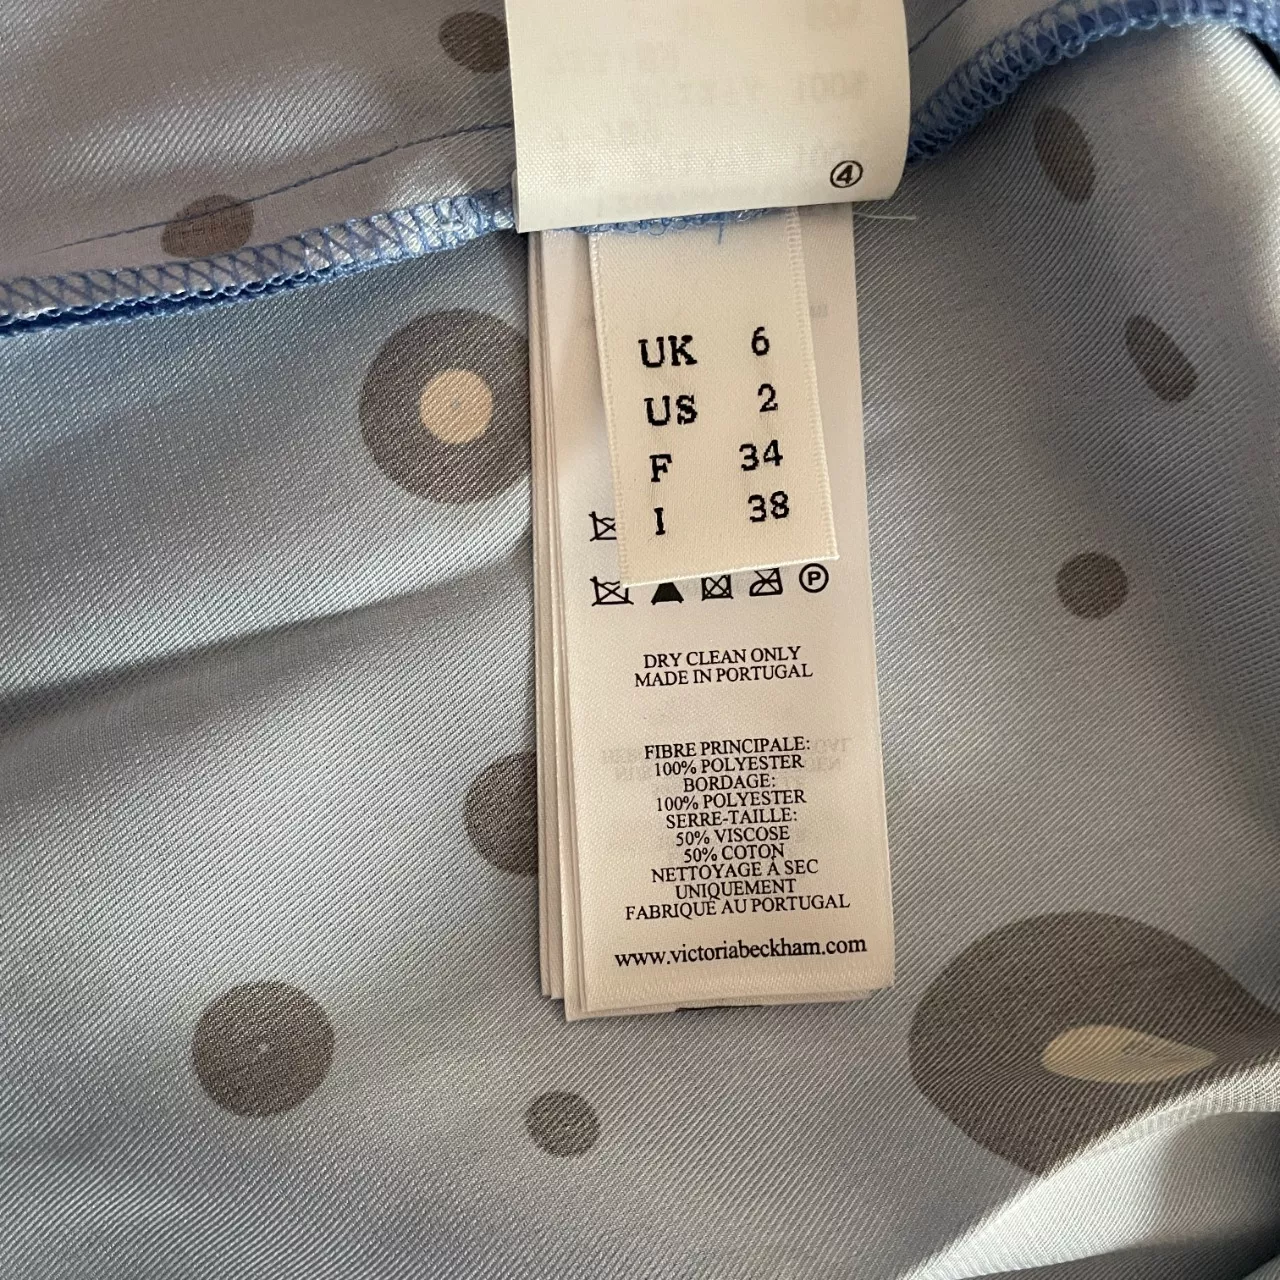 ④
UK 6
US 2
F 34
I 38
P
DRY CLEAN ONLY
MADE IN PORTUGAL
FIBRE PRINCIPALE:
100% POLYESTER
BORDAGE:
100% POLYESTER
SERRE-TAILLE:
50% VISCOSE
50% COTON
NETTOYAGE À SEC
UNIQUEMENT
FABRIQUÉ AU PORTUGAL
www.victoriabeckham.com